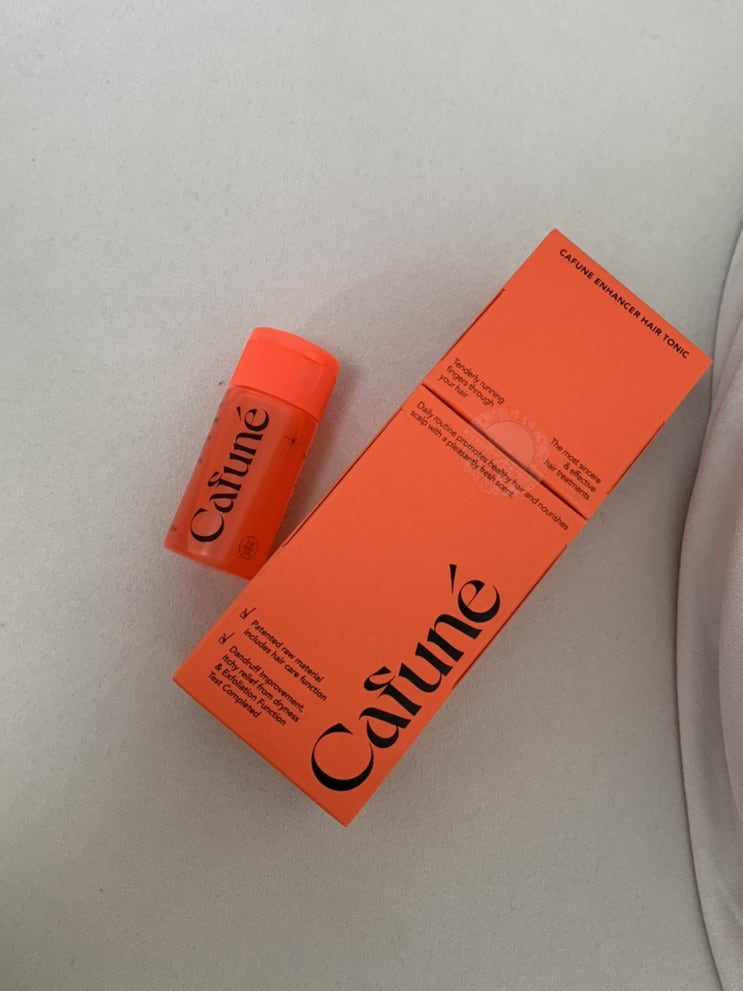 CAFUNE ENHANCER HAIR TONIC
Tenderly running
fingers through
your hair
The most sincere
& effective
hair treatments
Daily routine promotes healthy hair and nourishes
scalp with a pleasantly fresh scent.
Cafuné
Patented raw material
includes hair care function
Dandruff Improvement,
Itchy relief from dryness
& Exfoliation Function
Test Completed
Cafuné